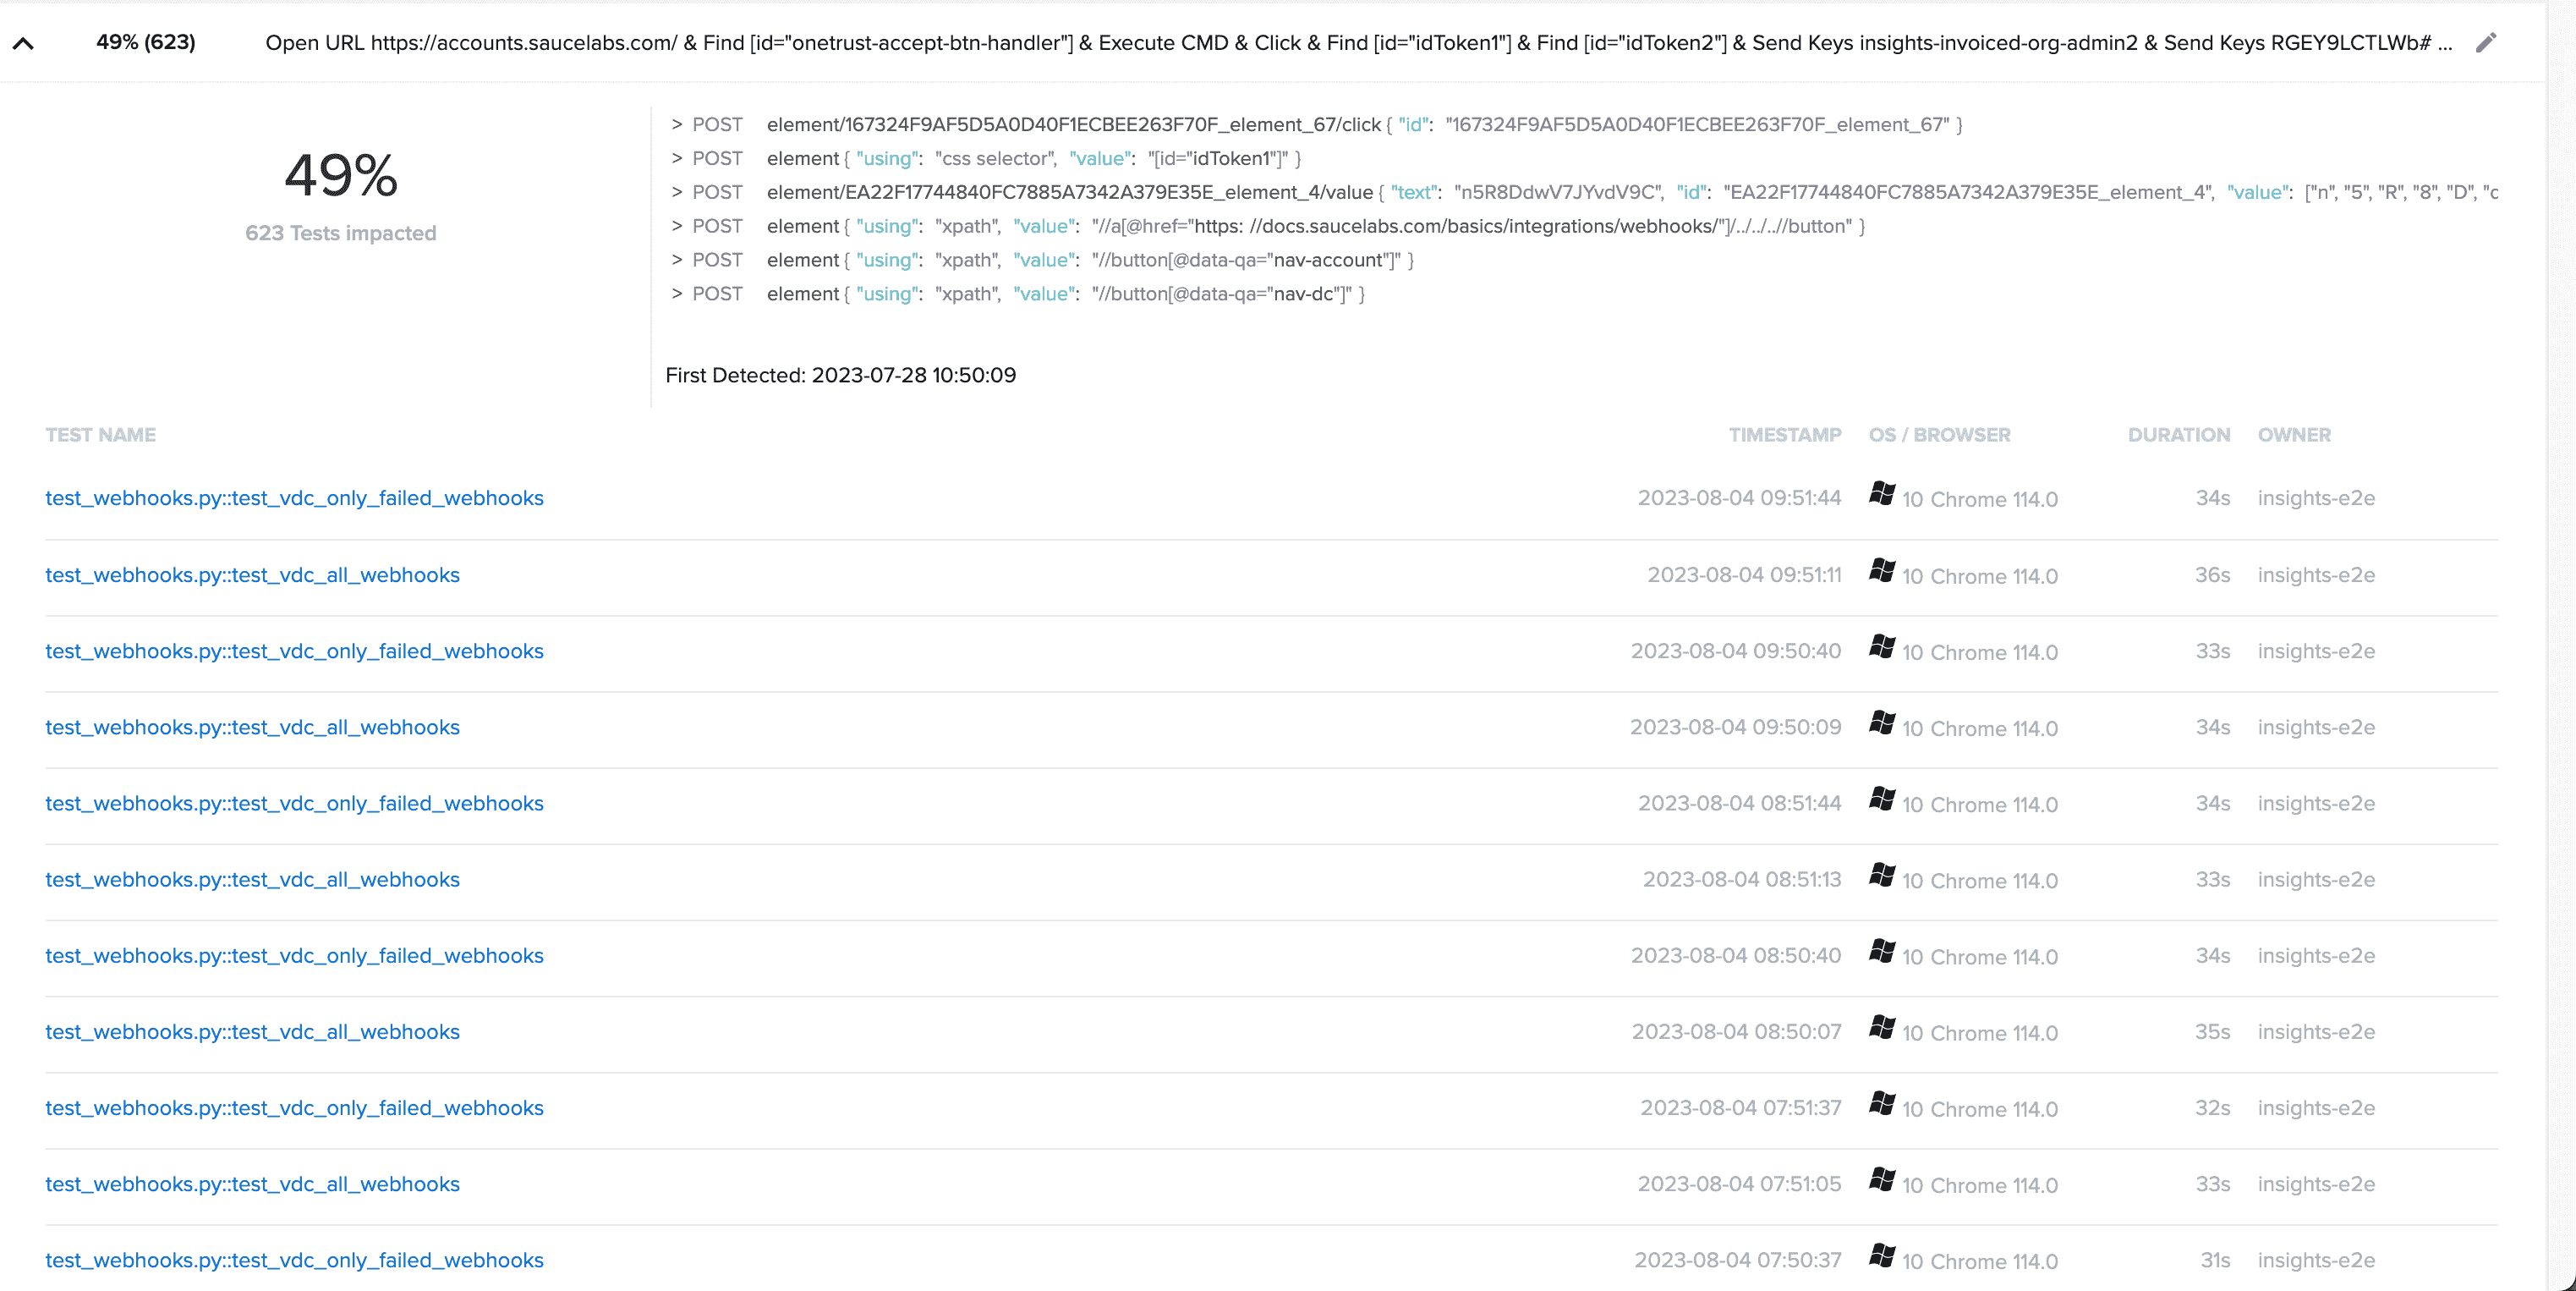 49% (623) Open URL https://accounts.saucelabs.com/ & Find [id="onetrust-accept-btn-handler"] & Execute CMD & Click & Find [id="idToken1"] & Find [id="idToken2"] & Send Keys insights-invoiced-org-admin2 & Send Keys RGEY9LCTLWb# ...
49%
623 Tests impacted
> POST element/167324F9AF5D5A0D40F1ECBEE263F70F_element_67/click { "id": "167324F9AF5D5A0D40F1ECBEE263F70F_element_67" }
> POST element { "using": "css selector", "value": "[id="idToken1"]" }
> POST element/EA22F17744840FC7885A7342A379E35E_element_4/value { "text": "n5R8DdwV7JYvdV9C", "id": "EA22F17744840FC7885A7342A379E35E_element_4", "value": ["n", "5", "R", "8", "D", "d
> POST element { "using": "xpath", "value": "//a[@href="https: //docs.saucelabs.com/basics/integrations/webhooks/"]/../../..//button" }
> POST element { "using": "xpath", "value": "//button[@data-qa="nav-account"]" }
> POST element { "using": "xpath", "value": "//button[@data-qa="nav-dc"]" }
First Detected: 2023-07-28 10:50:09
TEST NAME TIMESTAMP OS / BROWSER DURATION OWNER
test_webhooks.py::test_vdc_only_failed_webhooks 2023-08-04 09:51:44 10 Chrome 114.0 34s insights-e2e
test_webhooks.py::test_vdc_all_webhooks 2023-08-04 09:51:11 10 Chrome 114.0 36s insights-e2e
test_webhooks.py::test_vdc_only_failed_webhooks 2023-08-04 09:50:40 10 Chrome 114.0 33s insights-e2e
test_webhooks.py::test_vdc_all_webhooks 2023-08-04 09:50:09 10 Chrome 114.0 34s insights-e2e
test_webhooks.py::test_vdc_only_failed_webhooks 2023-08-04 08:51:44 10 Chrome 114.0 34s insights-e2e
test_webhooks.py::test_vdc_all_webhooks 2023-08-04 08:51:13 10 Chrome 114.0 33s insights-e2e
test_webhooks.py::test_vdc_only_failed_webhooks 2023-08-04 08:50:40 10 Chrome 114.0 34s insights-e2e
test_webhooks.py::test_vdc_all_webhooks 2023-08-04 08:50:07 10 Chrome 114.0 35s insights-e2e
test_webhooks.py::test_vdc_only_failed_webhooks 2023-08-04 07:51:37 10 Chrome 114.0 32s insights-e2e
test_webhooks.py::test_vdc_all_webhooks 2023-08-04 07:51:05 10 Chrome 114.0 33s insights-e2e
test_webhooks.py::test_vdc_only_failed_webhooks 2023-08-04 07:50:37 10 Chrome 114.0 31s insights-e2e